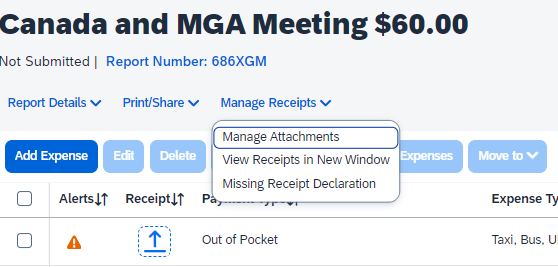 Canada and MGA Meeting $60.00
Not Submitted | Report Number: 686XGM
Report Details Print/Share Manage Receipts
Manage Attachments
View Receipts in New Window
Missing Receipt Declaration
Add Expense Edit Delete Expenses Move to
Alerts Receipt Payment Type Expense Ty
Out of Pocket Taxi, Bus, U